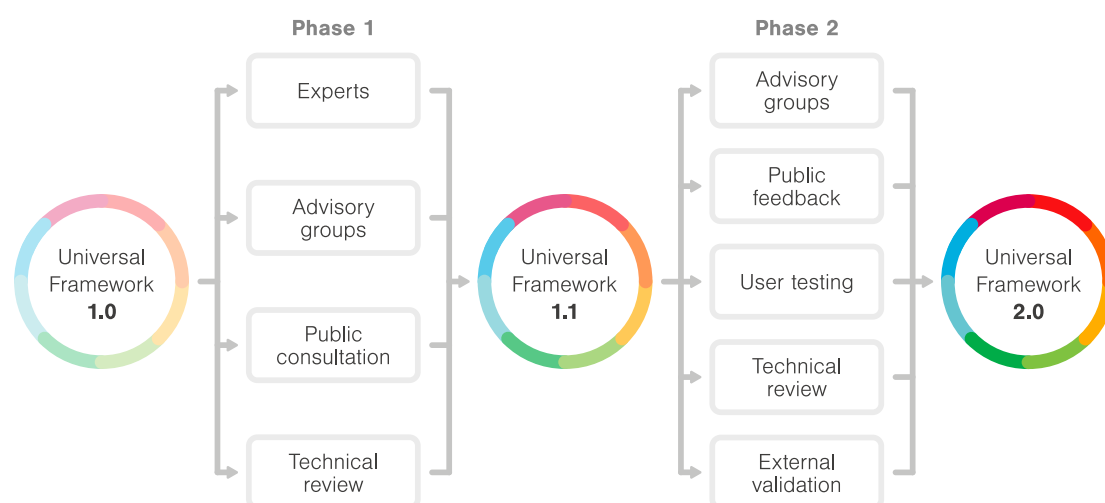 Phase 1
Phase 2
Experts
Advisory
groups
Public
consultation
Technical
review
Universal
Framework
1.0
Universal
Framework
1.1
Advisory
groups
Public
feedback
User testing
Technical
review
External
validation
Universal
Framework
2.0